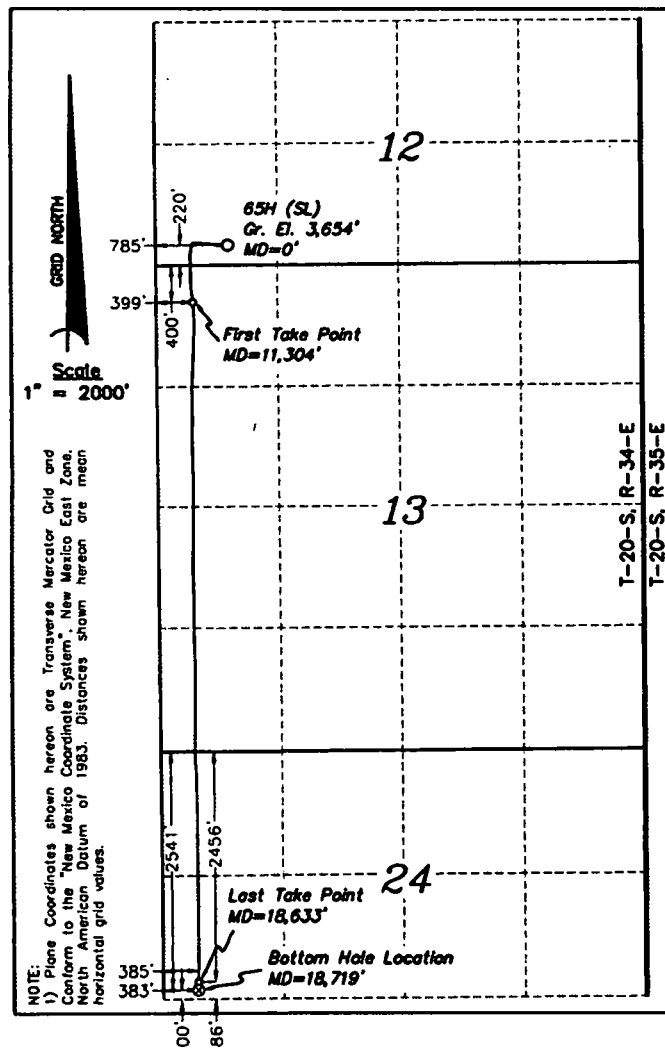 12
65H (SL)
Gr. El. 3,654'
MD=0'
220'
785'
GRID NORTH
399'
400'
First Take Point
MD=11,304'
Scale
1" = 2000'
T-20-S, R-34-E
T-20-S, R-35-E
13
NOTE:
1) Plane Coordinates shown hereon are Transverse Mercator Grid and
Conform to the "New Mexico Coordinate System", New Mexico East Zone,
North American Datum of 1983. Distances shown hereon are mean
horizontal grid values.
2541'
2456'
24
Last Take Point
MD=18,633'
Bottom Hole Location
MD=18,719'
385'
383'
00'
86'